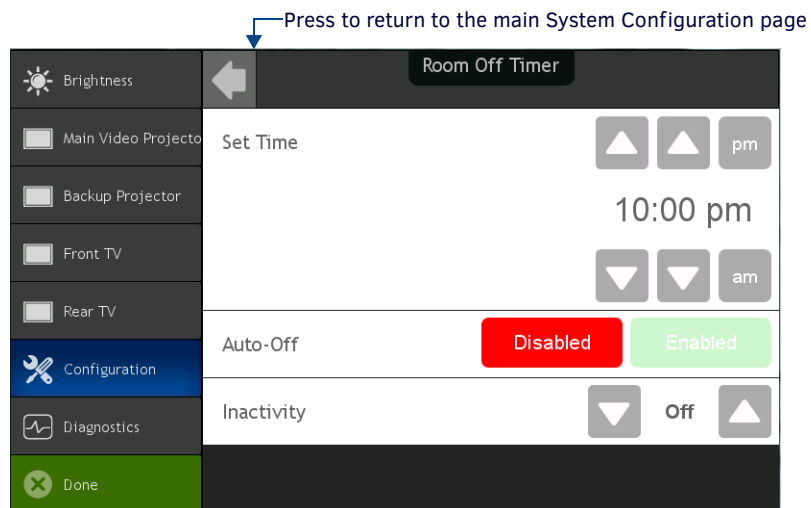 Press to return to the main System Configuration page
Room Off Timer
Brightness
Main Video Projecto
Backup Projector
Front TV
Rear TV
Configuration
Diagnostics
Done
Set Time
pm
10:00 pm
am
Auto-Off
Disabled
Enabled
Inactivity
Off